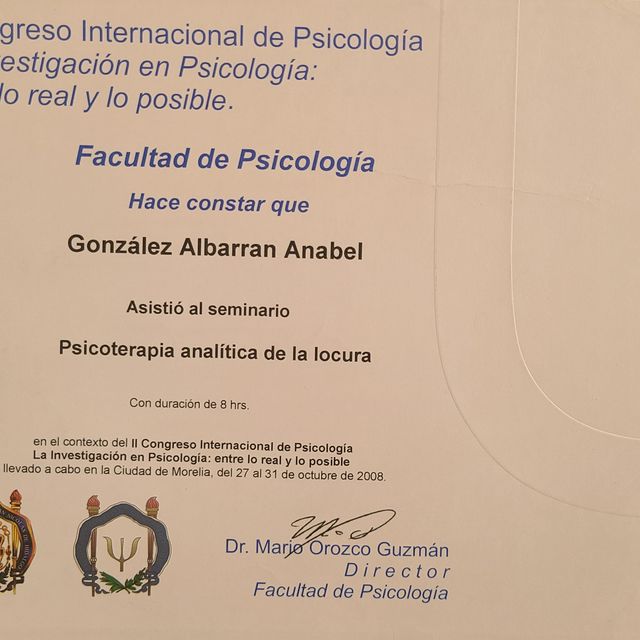 greso Internacional de Psicología
estigación en Psicología:
lo real y lo posible.
Facultad de Psicología
Hace constar que
González Albarran Anabel
Asistió al seminario
Psicoterapia analítica de la locura
Con duración de 8 hrs.
en el contexto del II Congreso Internacional de Psicología
La Investigación en Psicología: entre lo real y lo posible
llevado a cabo en la Ciudad de Morelia, del 27 al 31 de octubre de 2008.
Dr. Mario Orozco Guzmán
Director
Facultad de Psicología